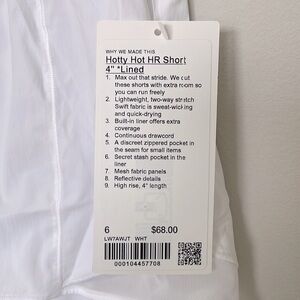 WHY WE MADE THIS
Hotty Hot HR Short
4" *Lined
1. Max out that stride. We cut
these shorts with extra room so
you can run freely
2. Lightweight, two-way stretch
Swift fabric is sweat-wicking
and quick-drying
3. Built-in liner offers extra
coverage
4. Continuous drawcord
5. A discreet zippered pocket in
the seam for small items
6. Secret stash pocket in the
liner
7. Mesh fabric panels
8. Reflective details
9. High rise, 4" length
6 $68.00
LW7AWJT WHT
000104457708